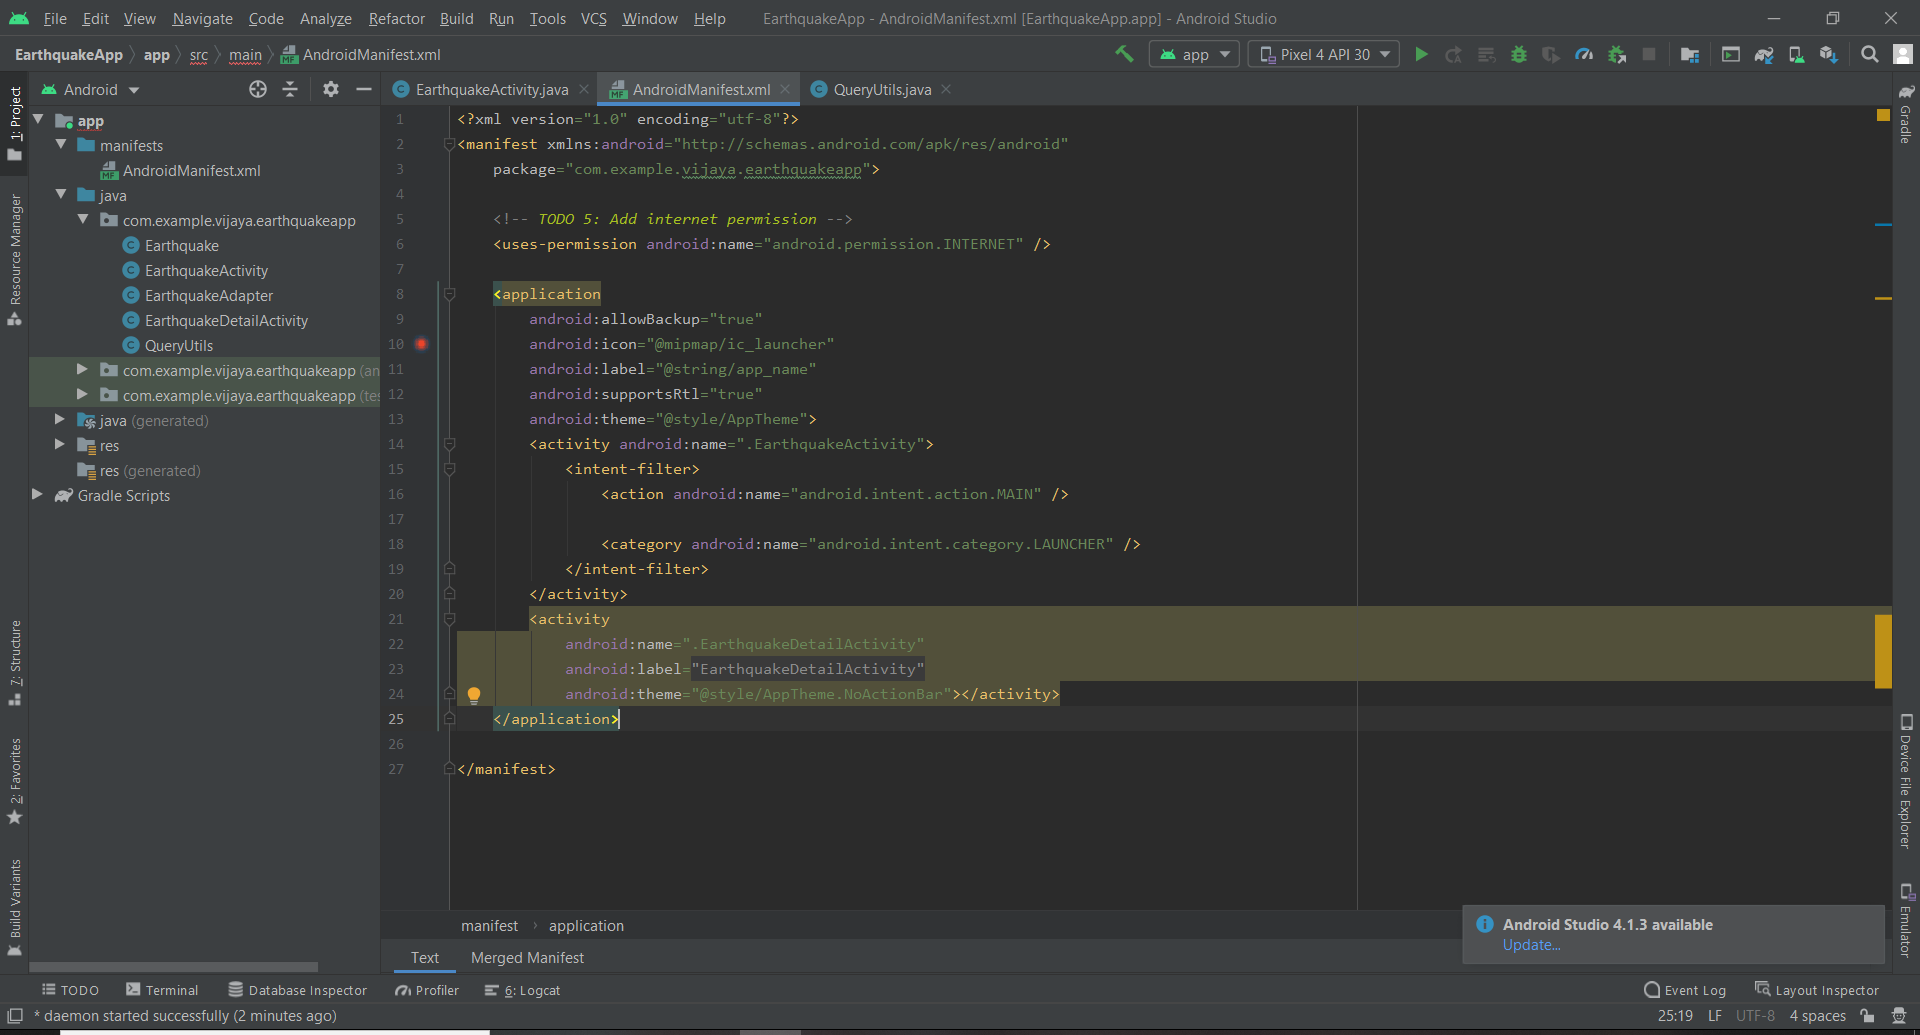 File Edit View Navigate Code Analyze Refactor Build Run Tools VCS Window Help EarthquakeApp - AndroidManifest.xml [EarthquakeApp.app] - Android Studio
EarthquakeApp app src main AndroidManifest.xml app Pixel 4 API 30
Android
EarthquakeActivity.java AndroidManifest.xml QueryUtils.java
1: Project
Resource Manager
7: Structure
2: Favorites
Build Variants
app
manifests
AndroidManifest.xml
java
com.example.vijaya.earthquakeapp
Earthquake
EarthquakeActivity
EarthquakeAdapter
EarthquakeDetailActivity
QueryUtils
com.example.vijaya.earthquakeapp (an
com.example.vijaya.earthquakeapp (tes
java (generated)
res
res (generated)
Gradle Scripts
1 <?xml version="1.0" encoding="utf-8"?>
2 <manifest xmlns:android="http://schemas.android.com/apk/res/android"
3 package="com.example.vijaya.earthquakeapp">
4
5 <!-- TODO 5: Add internet permission -->
6 <uses-permission android:name="android.permission.INTERNET" />
7
8 <application
9 android:allowBackup="true"
10 android:icon="@mipmap/ic_launcher"
11 android:label="@string/app_name"
12 android:supportsRtl="true"
13 android:theme="@style/AppTheme">
14 <activity android:name=".EarthquakeActivity">
15 <intent-filter>
16 <action android:name="android.intent.action.MAIN" />
17
18 <category android:name="android.intent.category.LAUNCHER" />
19 </intent-filter>
20 </activity>
21 <activity
22 android:name=".EarthquakeDetailActivity"
23 android:label="EarthquakeDetailActivity"
24 android:theme="@style/AppTheme.NoActionBar"></activity>
25 </application>
26
27 </manifest>
Gradle
Device File Explorer
Emulator
manifest application
Text Merged Manifest
Android Studio 4.1.3 available
Update...
TODO Terminal Database Inspector Profiler 6: Logcat Event Log Layout Inspector
* daemon started successfully (2 minutes ago) 25:19 LF UTF-8 4 spaces